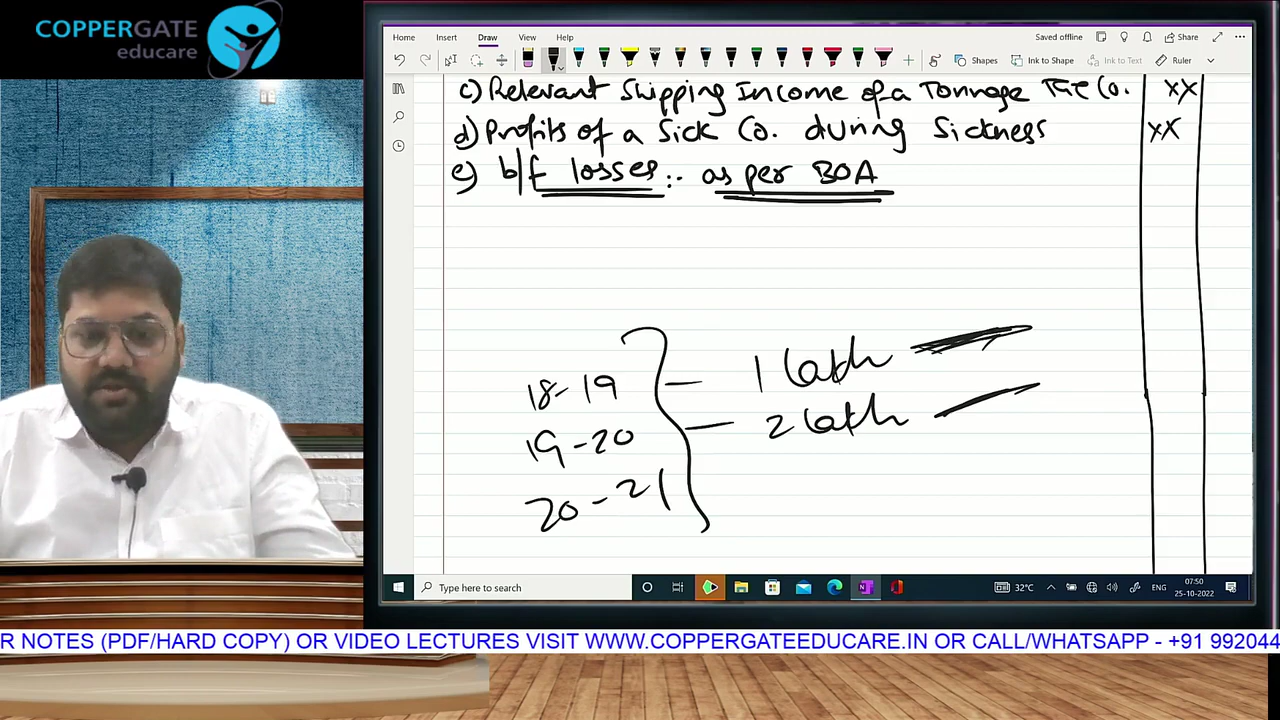 COPPERGATE
educare
Home Insert Draw View Help
Saved offline
Share
Shapes
Ink to Shape
Ink to Text
Ruler
c) Relevant Shipping Income of a Tonnage Tax Co. xx
d) Profits of a Sick Co. during Sickness xx
e) b/f losses :- as per BOA
18-19 1 lakh
19-20 2 lakh
20-21
Type here to search
32°C
ENG
07:50
25-10-2022
R NOTES (PDF/HARD COPY) OR VIDEO LECTURES VISIT WWW.COPPERGATEEDUCARE.IN OR CALL/WHATSAPP - +91 99204